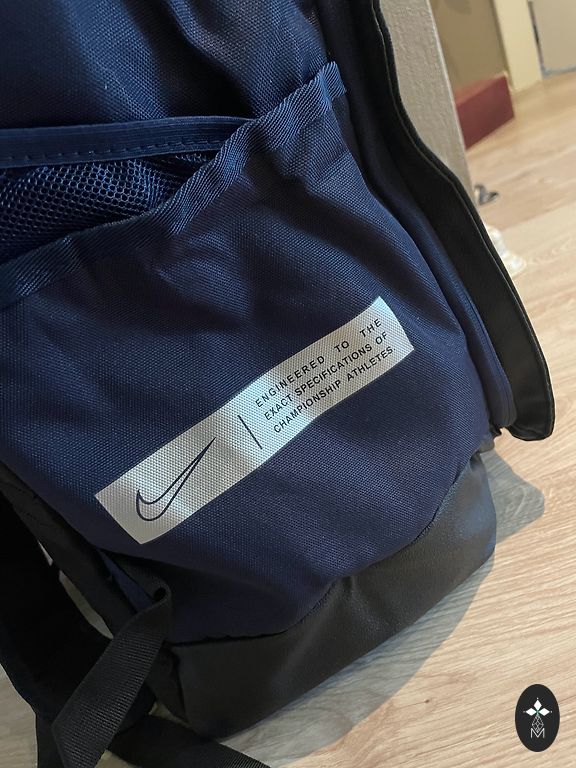 ENGINEERED TO THE
EXACT SPECIFICATIONS OF
CHAMPIONSHIP ATHLETES.
M